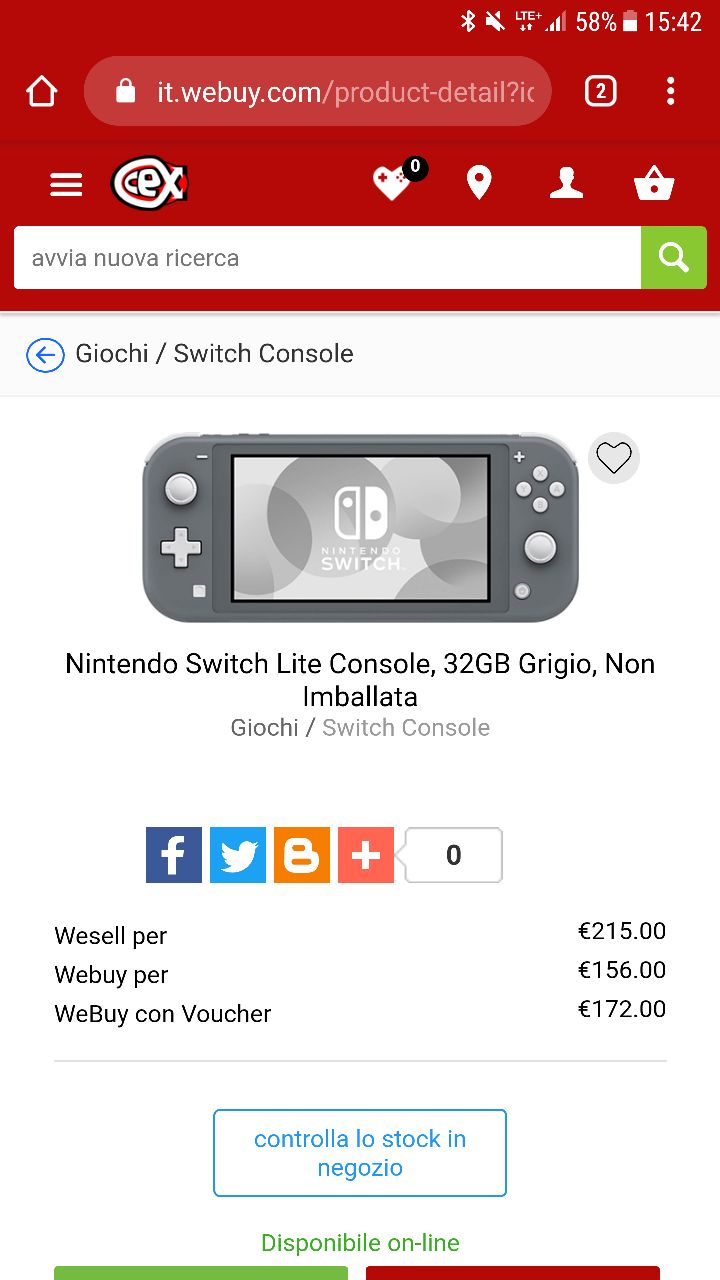 LTE+ 58% 15:42
it.webuy.com/product-detail?ic
2
cex
0
avvia nuova ricerca
Giochi / Switch Console
NINTENDO
SWITCH
Nintendo Switch Lite Console, 32GB Grigio, Non
Imballata
Giochi / Switch Console
0
Wesell per €215.00
Webuy per €156.00
WeBuy con Voucher €172.00
controlla lo stock in
negozio
Disponibile on-line